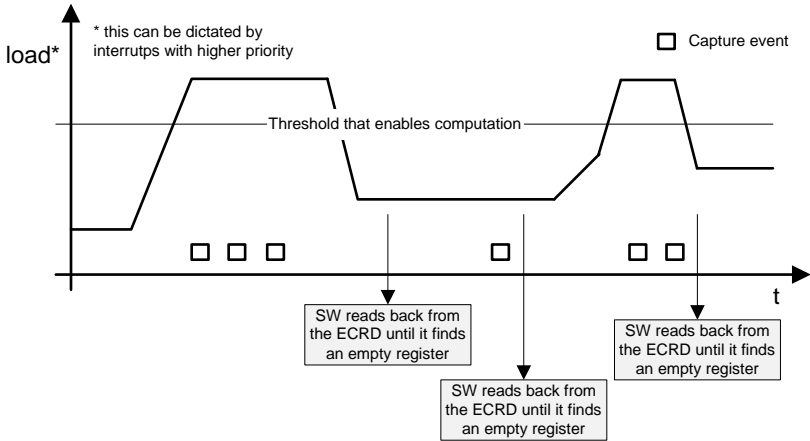 * this can be dictated by
interrutps with higher priority
load*
Capture event
Threshold that enables computation
t
SW reads back from
the ECRD until it finds
an empty register
SW reads back from
the ECRD until it finds
an empty register
SW reads back from
the ECRD until it finds
an empty register